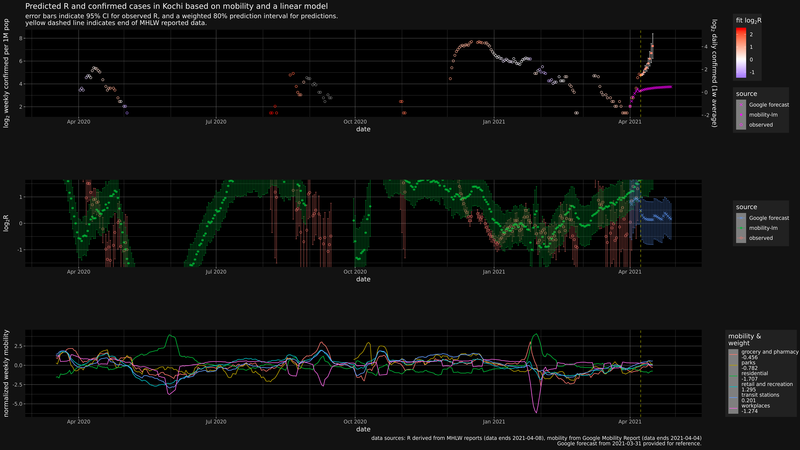 Predicted R and confirmed cases in Kochi based on mobility and a linear model
error bars indicate 95% CI for observed R, and a weighted 80% prediction interval for predictions.
yellow dashed line indicates end of MHLW reported data.
log₂ weekly confirmed per 1M pop
8
6
4
2
4
2
0
-2
log₂ daily confirmed (1w average)
Apr 2020
Jul 2020
Oct 2020
Jan 2021
Apr 2021
date
fit log₂R
2
1
0
-1
source
Google forecast
mobility-lm
observed
log₂R
1
0
-1
Apr 2020
Jul 2020
Oct 2020
Jan 2021
Apr 2021
date
source
Google forecast
mobility-lm
observed
normalized weekly mobility
2.5
0.0
-2.5
-5.0
Apr 2020
Jul 2020
Oct 2020
Jan 2021
Apr 2021
date
mobility &
weight
grocery and pharmacy
-0.456
parks
-0.782
residential
-1.707
retail and recreation
1.295
transit stations
0.201
workplaces
-1.274
data sources: R derived from MHLW reports (data ends 2021-04-08), mobility from Google Mobility Report (data ends 2021-04-04)
Google forecast from 2021-03-31 provided for reference.